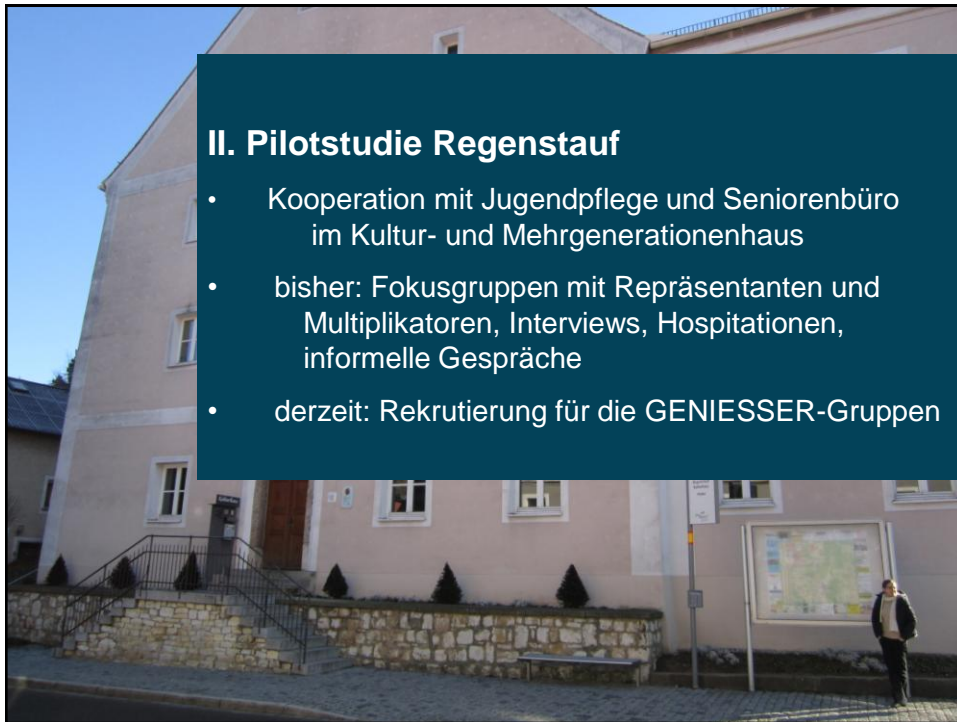 II. Pilotstudie Regenstauf
• Kooperation mit Jugendpflege und Seniorenbüro
im Kultur- und Mehrgenerationenhaus
• bisher: Fokusgruppen mit Repräsentanten und
Multiplikatoren, Interviews, Hospitationen,
informelle Gespräche
• derzeit: Rekrutierung für die GENIESSER-Gruppen